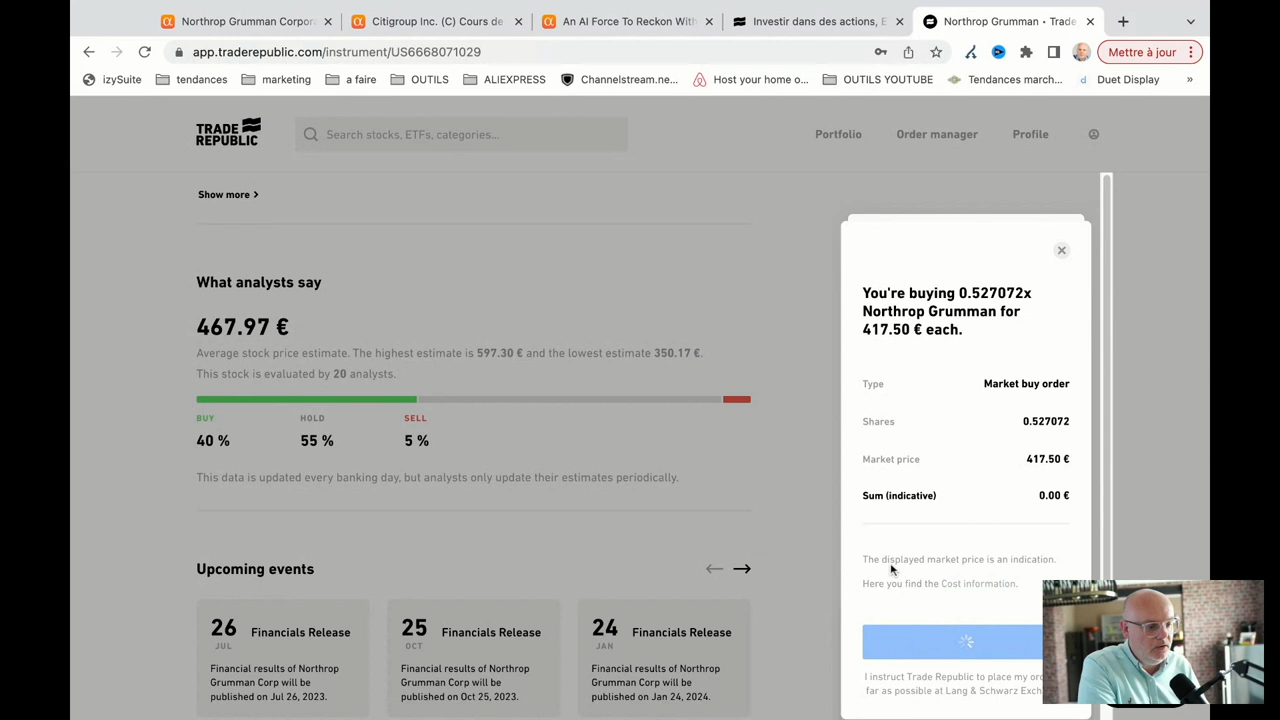 Northrop Grumman Corpor
Citigroup Inc. (C) Cours de
An AI Force To Reckon With
Investir dans des actions, E
Northrop Grumman • Trade
app.traderepublic.com/instrument/US6668071029
Mettre à jour
izySuite
tendances
marketing
a faire
OUTILS
ALIEXPRESS
Channelstream.ne...
Host your home o...
OUTILS YOUTUBE
Tendances march...
Duet Display
»
TRADE
REPUBLIC
Search stocks, ETFs, categories...
Portfolio
Order manager
Profile
Show more >
What analysts say
467.97 €
Average stock price estimate. The highest estimate is 597.30 € and the lowest estimate 350.17 €.
This stock is evaluated by 20 analysts.
BUY HOLD SELL
40 % 55 % 5 %
This data is updated every banking day, but analysts only update their estimates periodically.
Upcoming events
26 Financials Release
JUL
Financial results of Northrop
Grumman Corp will be
published on Jul 26, 2023.
25 Financials Release
OCT
Financial results of Northrop
Grumman Corp will be
published on Oct 25, 2023.
24 Financials Release
JAN
Financial results of Northrop
Grumman Corp will be
published on Jan 24, 2024.
You're buying 0.527072x
Northrop Grumman for
417.50 € each.
Type Market buy order
Shares 0.527072
Market price 417.50 €
Sum (indicative) 0.00 €
The displayed market price is an indication.
Here you find the Cost information.
I instruct Trade Republic to place my ord
far as possible at Lang & Schwarz Exch